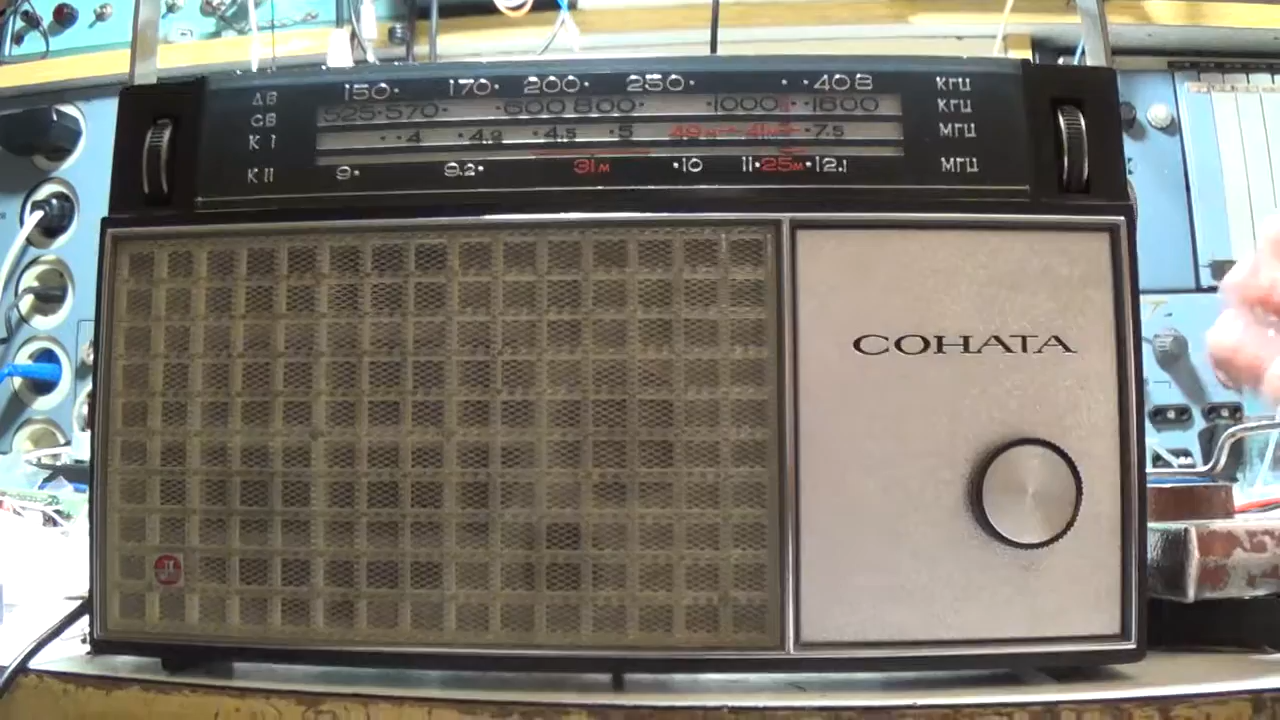 ДВ 150· 170· 200· 250· · ·408 КГЦ
СВ 525·570· ·600 800· ·1000 ·1600 КГЦ
К I ·4 ·4.2 ·4.5 ·5 49м 41м ·7.5 МГЦ
К II 9· 9.2· 31м ·10 11·25м·12.1 МГЦ
СОНАТА